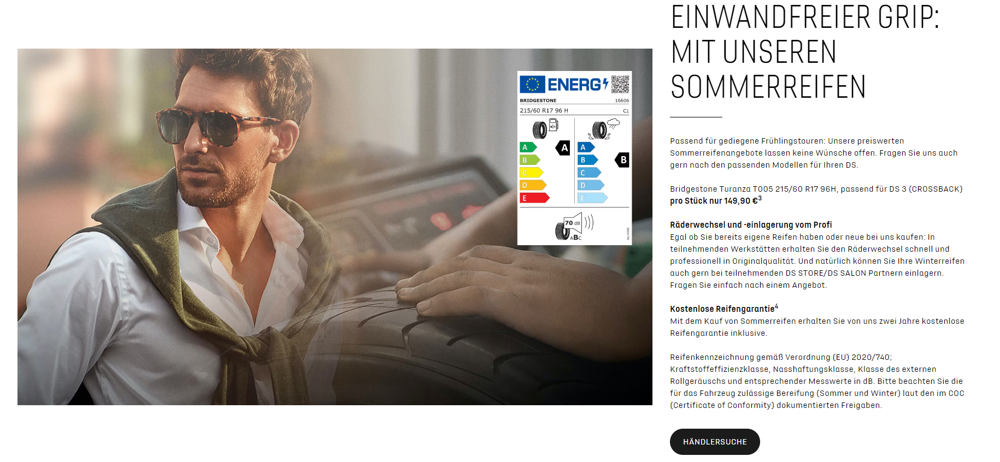 EINWANDFREIER GRIP:
MIT UNSEREN
SOMMERREIFEN
Passend für gediegene Frühlingstouren: Unsere preiswerten
Sommerreifenangebote lassen keine Wünsche offen. Fragen Sie uns auch
gern nach den passenden Modellen für Ihren DS.
Bridgestone Turanza T005 215/60 R17 96H, passend für DS 3 (CROSSBACK)
pro Stück nur 149,90 €³
Räderwechsel und -einlagerung vom Profi
Egal ob Sie bereits eigene Reifen haben oder neue bei uns kaufen: In
teilnehmenden Werkstätten erhalten Sie den Räderwechsel schnell und
professionell in Originalqualität. Und natürlich können Sie Ihre Winterreifen
auch gern bei teilnehmenden DS STORE/DS SALON Partnern einlagern.
Fragen Sie einfach nach einem Angebot.
Kostenlose Reifengarantie⁴
Mit dem Kauf von Sommerreifen erhalten Sie von uns zwei Jahre kostenlose
Reifengarantie inklusive.
Reifenkennzeichnung gemäß Verordnung (EU) 2020/740;
Kraftstoffeffizienzklasse, Nasshaftungsklasse, Klasse des externen
Rollgeräuschs und entsprechender Messwerte in dB. Bitte beachten Sie die
für das Fahrzeug zulässige Bereifung (Sommer und Winter) laut den im COC
(Certificate of Conformity) dokumentierten Freigaben.
HÄNDLERSUCHE
ENERG
BRIDGESTONE 16606
215/60 R17 96 H C1
A A A
B B B
C C
D D
E E
70 dB
ABC
2020/740